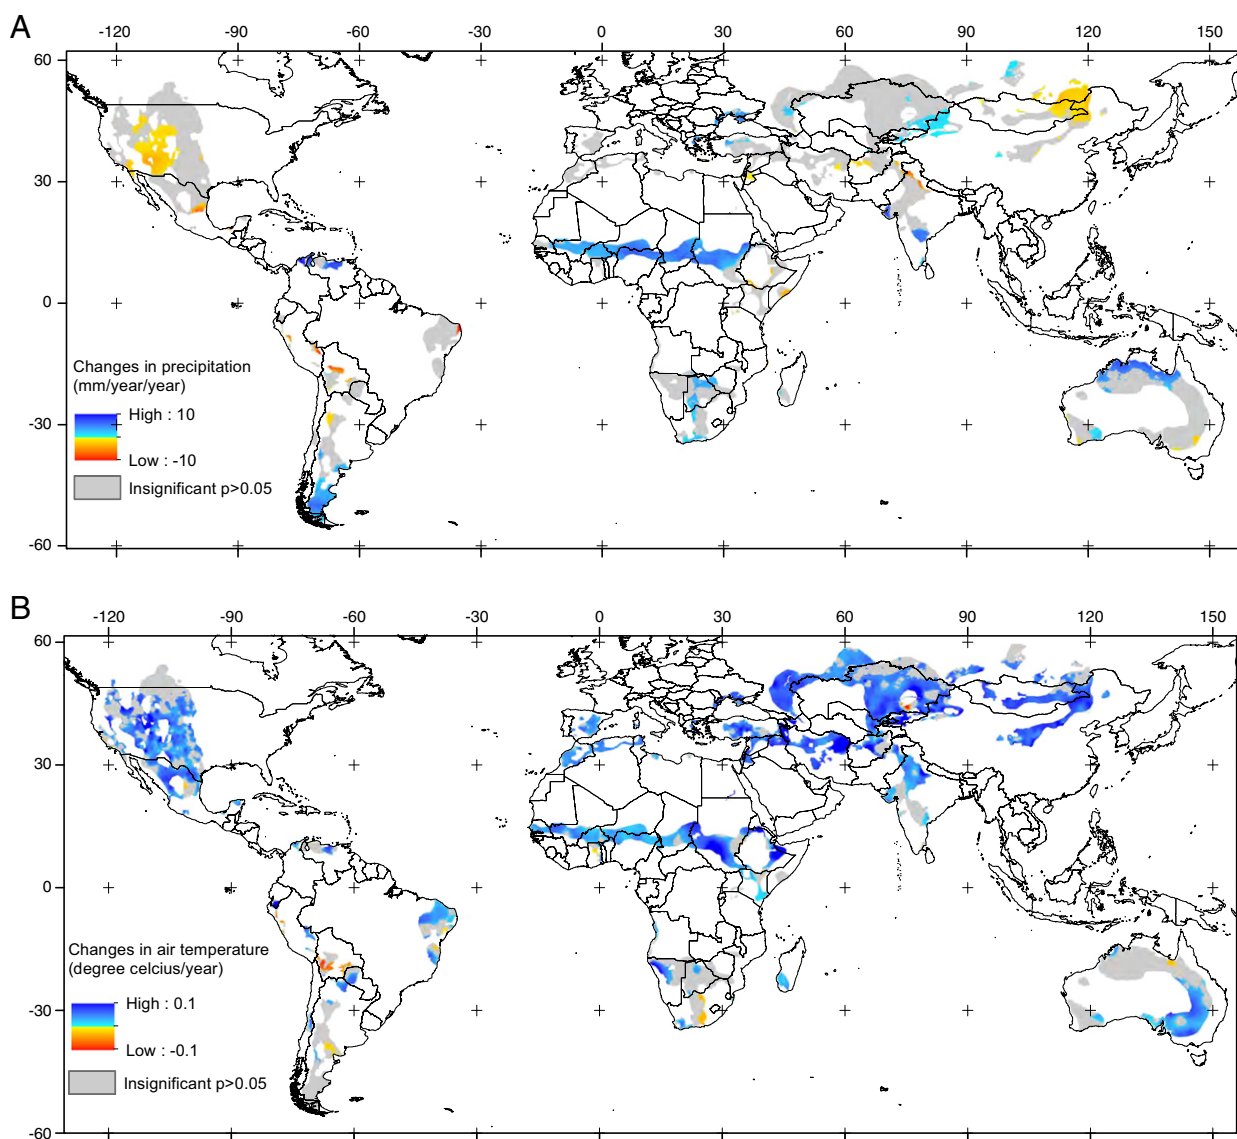 A
-120 -90 -60 -30 0 30 60 90 120 150
60
30
0
-30
-60
Changes in precipitation
(mm/year/year)
High : 10
Low : -10
Insignificant p>0.05
B
-120 -90 -60 -30 0 30 60 90 120 150
60
30
0
-30
-60
Changes in air temperature
(degree celcius/year)
High : 0.1
Low : -0.1
Insignificant p>0.05